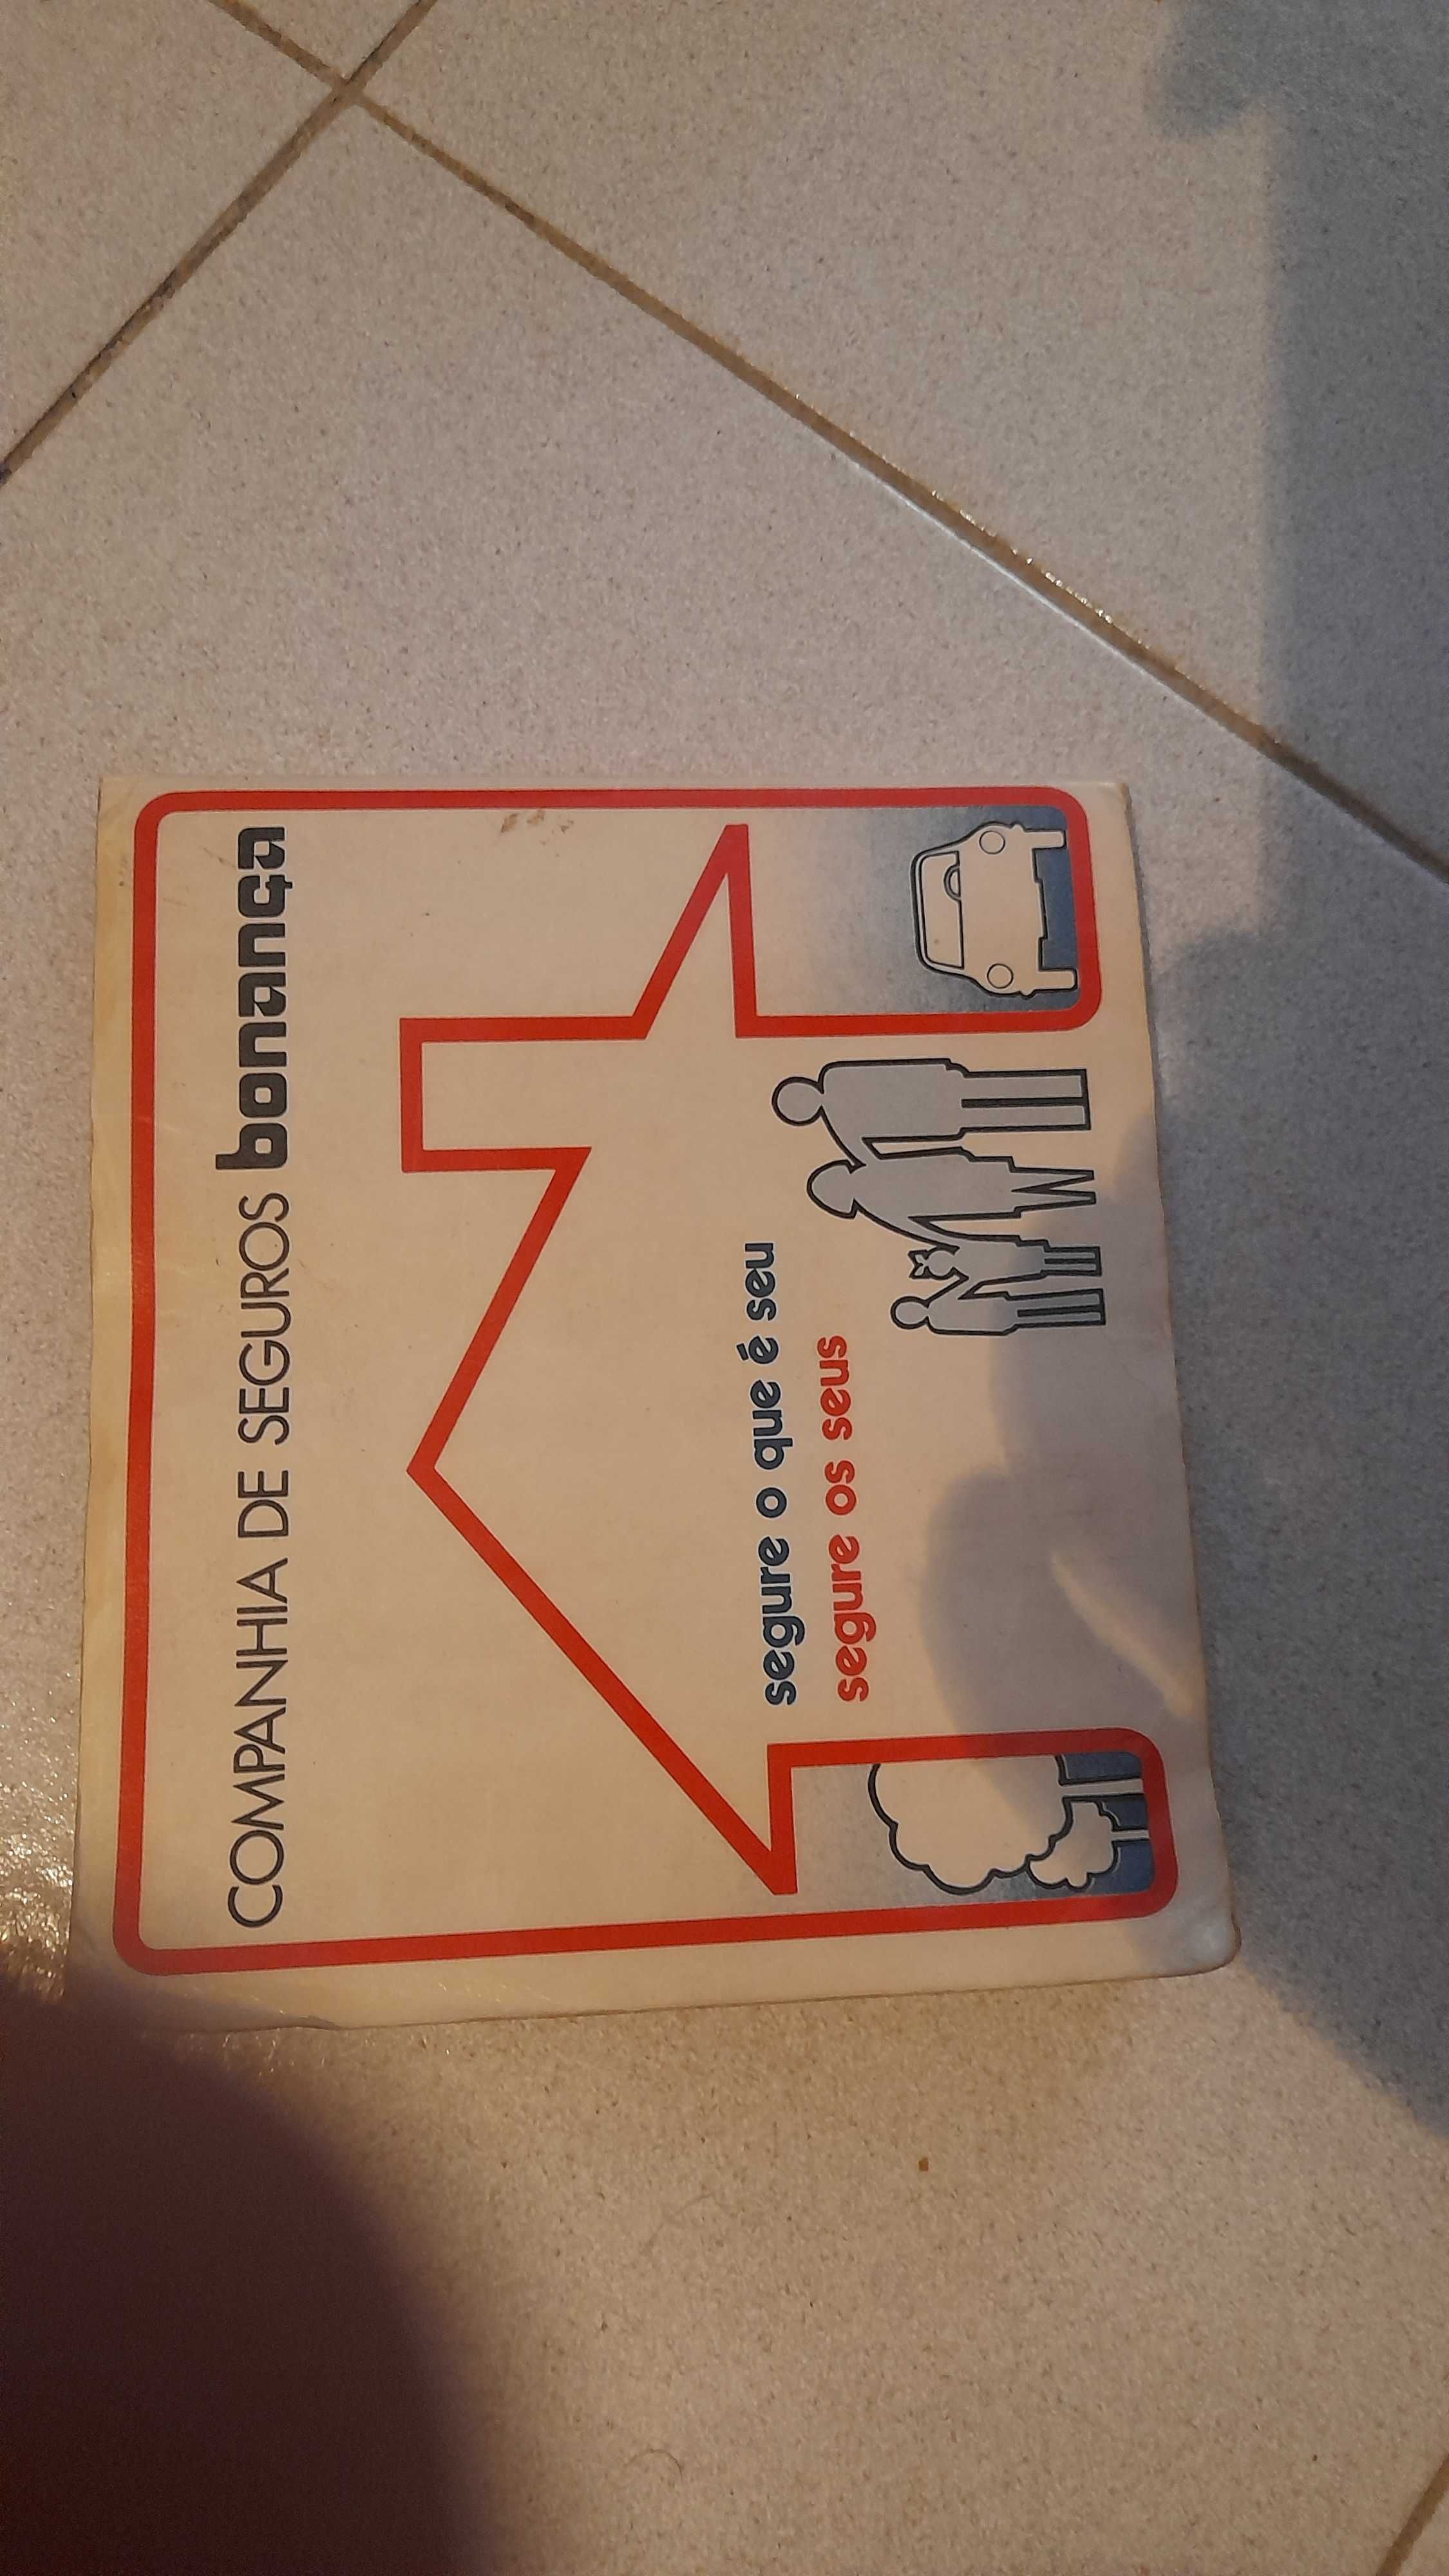 COMPANHIA DE SEGUROS bonança
segure o que é seu
segure os seus